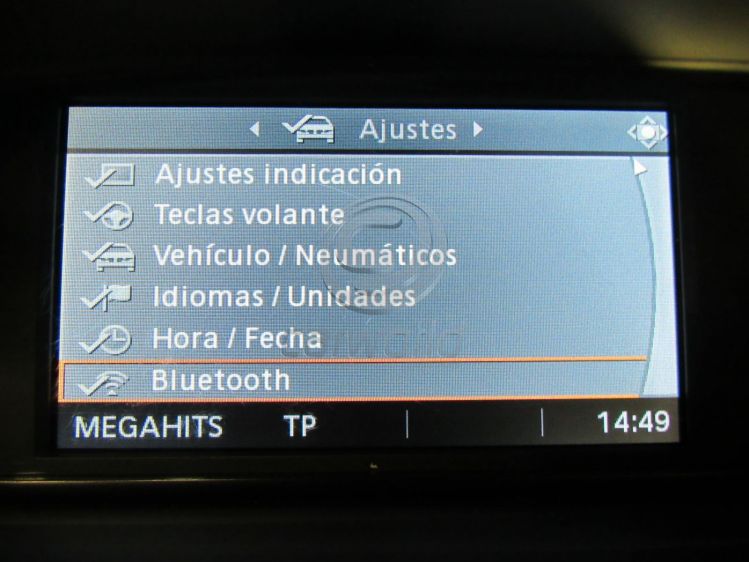 Ajustes
Ajustes indicación
Teclas volante
Vehículo / Neumáticos
Idiomas / Unidades
Hora / Fecha
Bluetooth
MEGAHITS TP 14:49